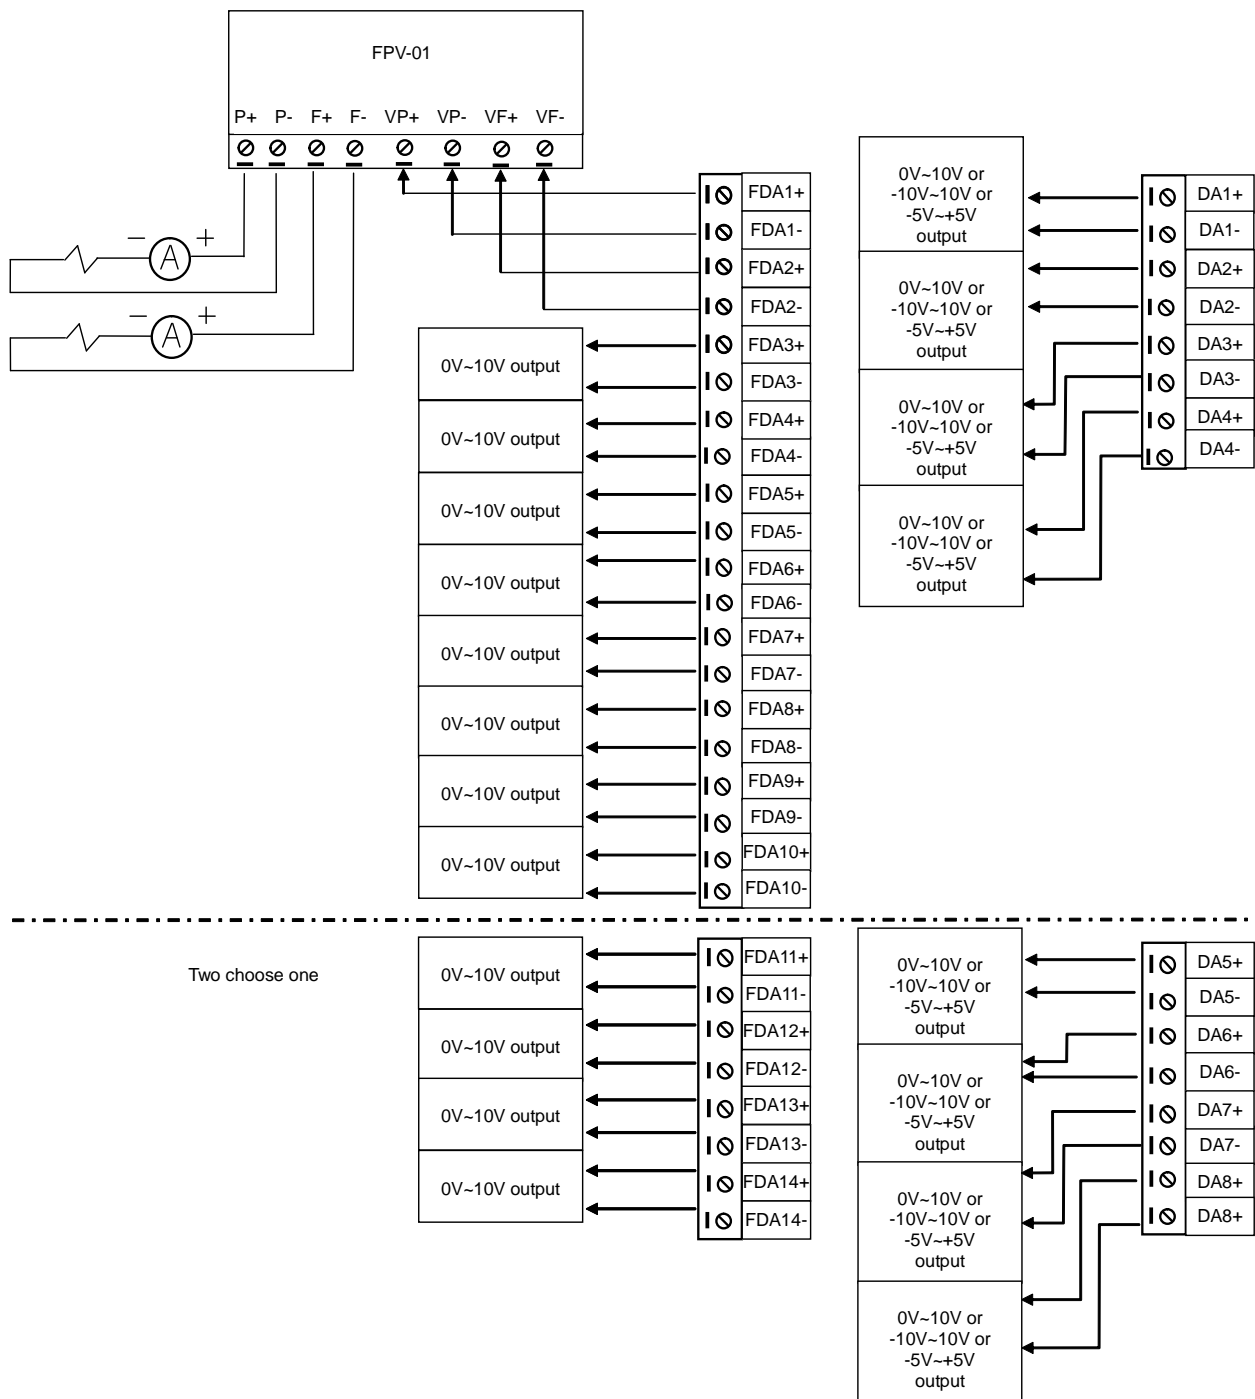 FPV-01
P+ P- F+ F- VP+ VP- VF+ VF-
− A +
− A +
FDA1+
FDA1-
FDA2+
FDA2-
FDA3+
FDA3-
FDA4+
FDA4-
FDA5+
FDA5-
FDA6+
FDA6-
FDA7+
FDA7-
FDA8+
FDA8-
FDA9+
FDA9-
FDA10+
FDA10-
0V~10V output
0V~10V output
0V~10V output
0V~10V output
0V~10V output
0V~10V output
0V~10V output
0V~10V output
0V~10V or
-10V~10V or
-5V~+5V
output
0V~10V or
-10V~10V or
-5V~+5V
output
0V~10V or
-10V~10V or
-5V~+5V
output
0V~10V or
-10V~10V or
-5V~+5V
output
DA1+
DA1-
DA2+
DA2-
DA3+
DA3-
DA4+
DA4-
Two choose one
0V~10V output
0V~10V output
0V~10V output
0V~10V output
FDA11+
FDA11-
FDA12+
FDA12-
FDA13+
FDA13-
FDA14+
FDA14-
0V~10V or
-10V~10V or
-5V~+5V
output
0V~10V or
-10V~10V or
-5V~+5V
output
0V~10V or
-10V~10V or
-5V~+5V
output
0V~10V or
-10V~10V or
-5V~+5V
output
DA5+
DA5-
DA6+
DA6-
DA7+
DA7-
DA8+
DA8+